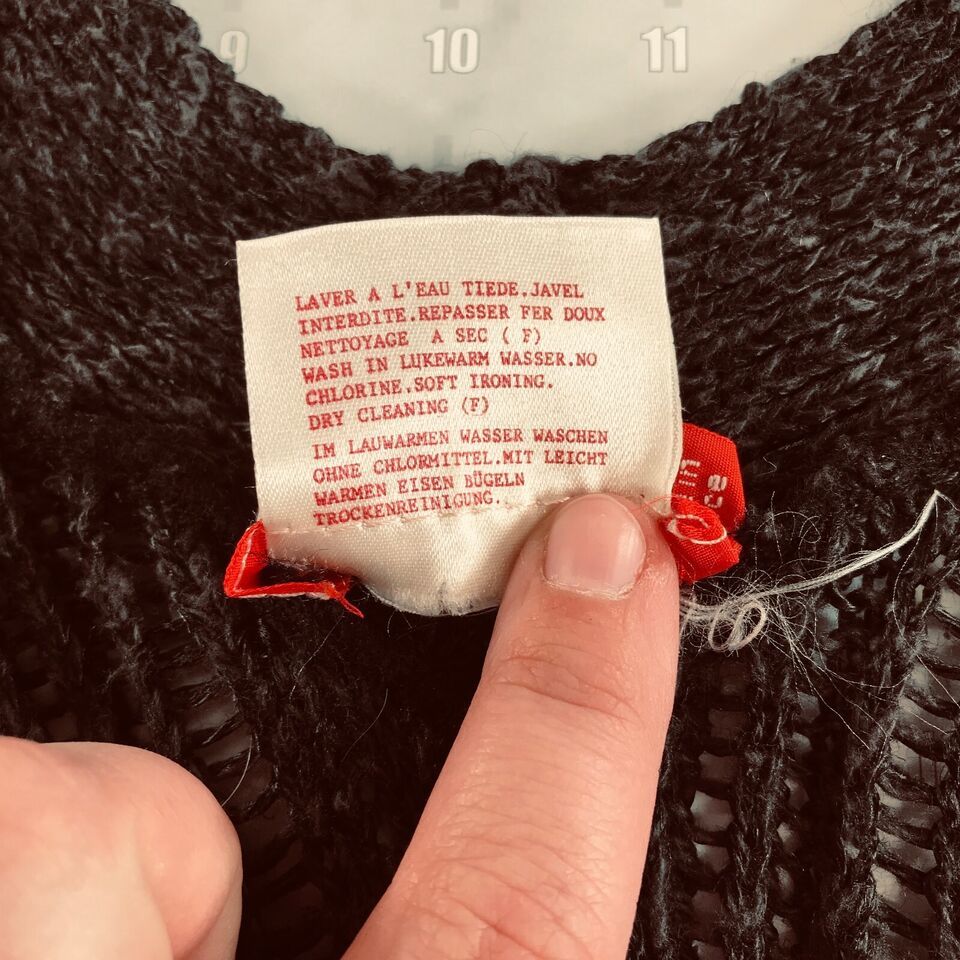 9 10 11
LAVER A L'EAU TIEDE.JAVEL
INTERDITE.REPASSER FER DOUX
NETTOYAGE A SEC ( F)
WASH IN LUKEWARM WASSER.NO
CHLORINE.SOFT IRONING.
DRY CLEANING (F)
IM LAUWARMEN WASSER WASCHEN
OHNE CHLORMITTEL.MIT LEICHT
WARMEN EISEN BÜGELN
TROCKENREINIGUNG.